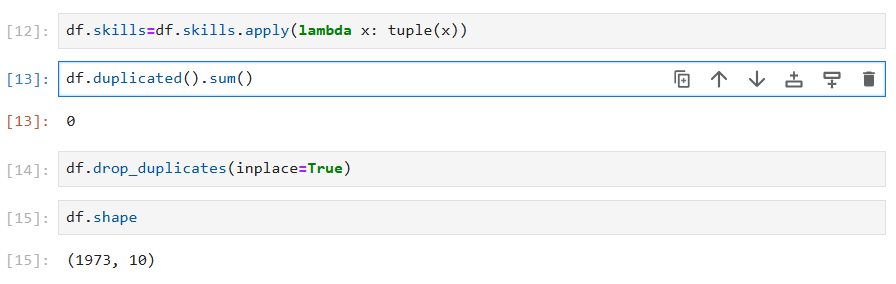 [12]: df.skills=df.skills.apply(lambda x: tuple(x))
[13]: df.duplicated().sum()
[13]: 0
[14]: df.drop_duplicates(inplace=True)
[15]: df.shape
[15]: (1973, 10)